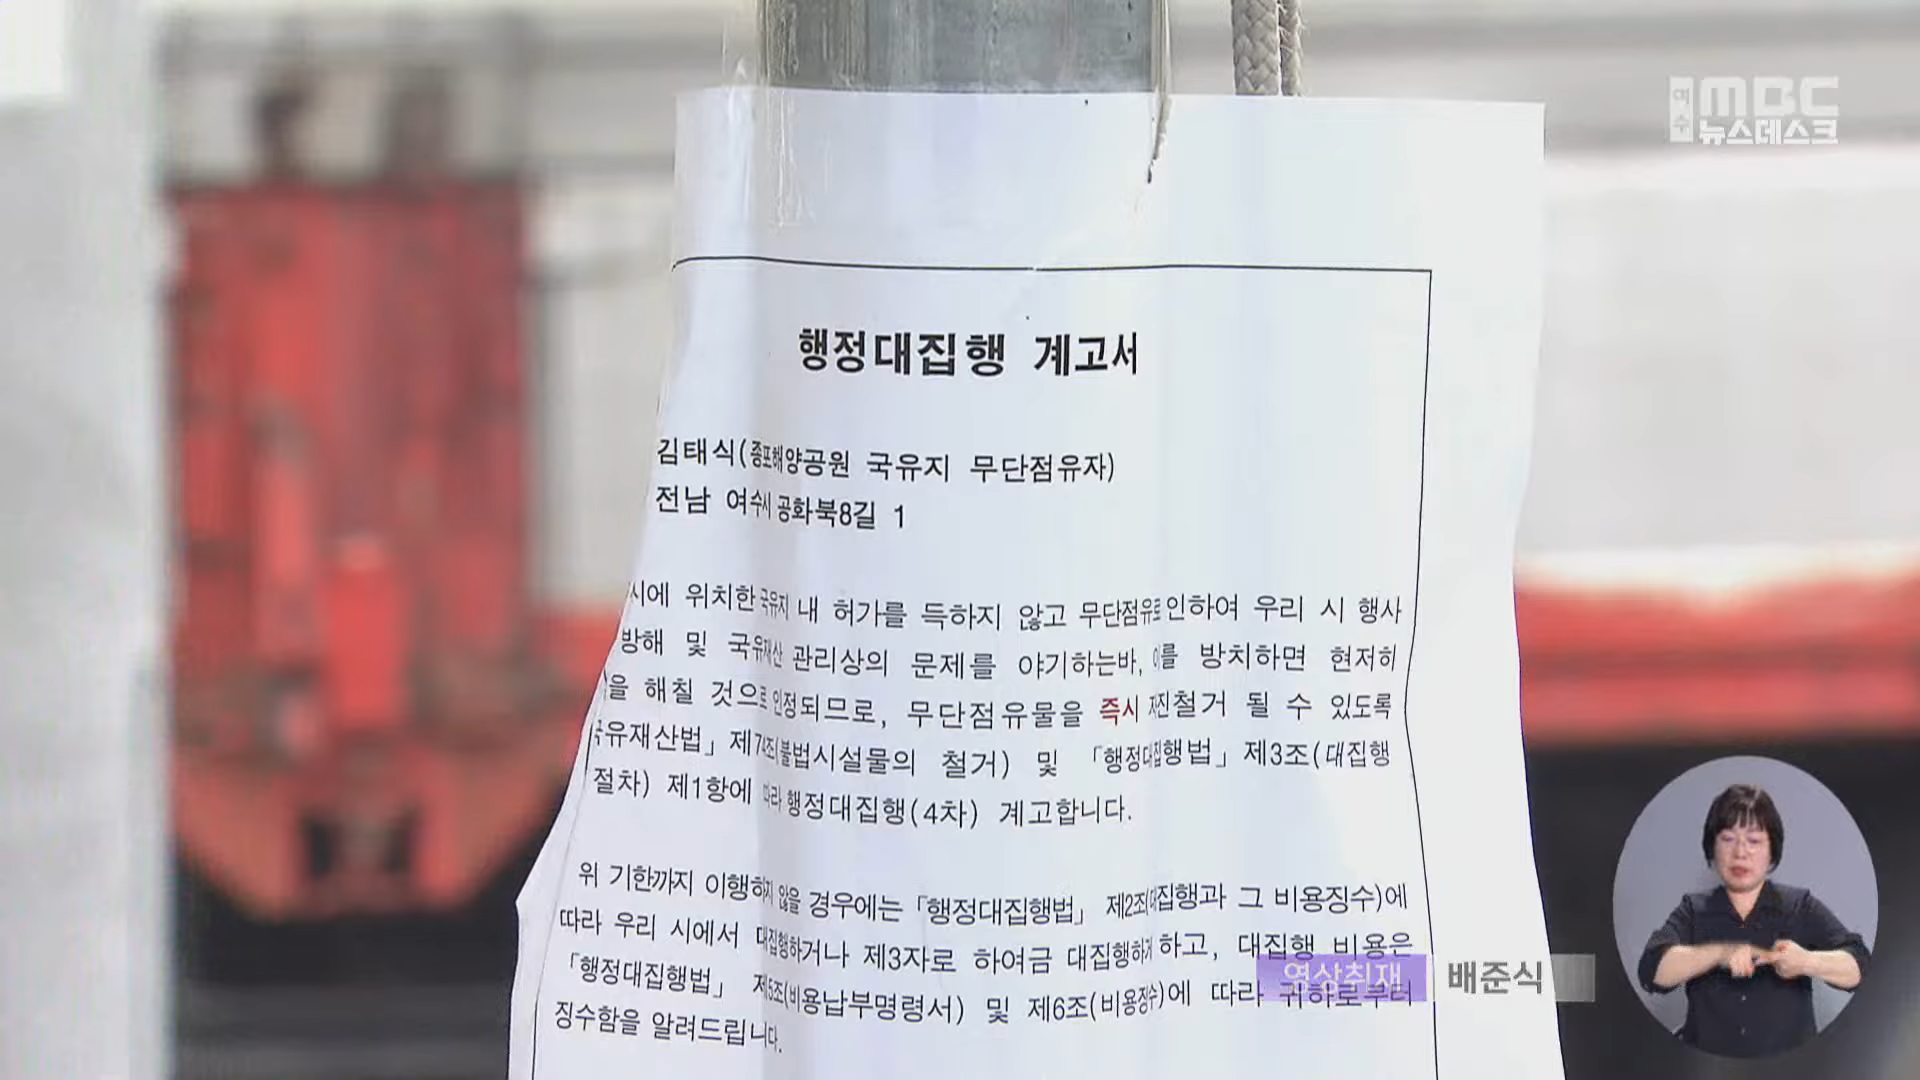 여수 MBC
뉴스데스크
행정대집행 계고서
김태식(종포해양공원 국유지 무단점유자)
전남 여수시 공화북8길 1
시에 위치한 국유지 내 허가를 득하지 않고 무단점유로 인하여 우리 시 행사
방해 및 국유재산 관리상의 문제를 야기하는바, 이를 방치하면 현저히
을 해칠 것으로 인정되므로, 무단점유물을 즉시 자진철거 될 수 있도록
국유재산법」 제74조(불법시설물의 철거) 및 「행정대집행법」 제3조(대집행
절차) 제1항에 따라 행정대집행(4차) 계고합니다.
위 기한까지 이행하지 않을 경우에는 「행정대집행법」 제2조(대집행과 그 비용징수)에
따라 우리 시에서 대집행하거나 제3자로 하여금 대집행하게 하고, 대집행 비용은
「행정대집행법」 제5조(비용납부명령서) 및 제6조(비용징수)에 따라 귀하로부터
징수함을 알려드립니다.
영상취재 배준식